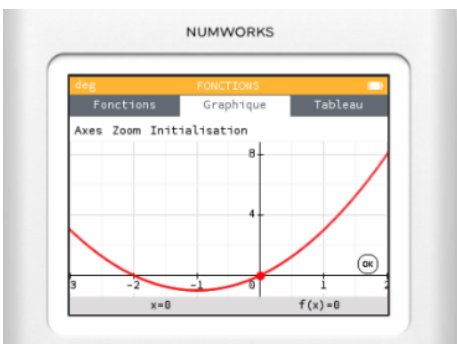 NUMWORKS
deg FONCTIONS
Fonctions Graphique Tableau
Axes Zoom Initialisation
8
4
OK
3 -2 -1 0 1 2
x=0 f(x)=0